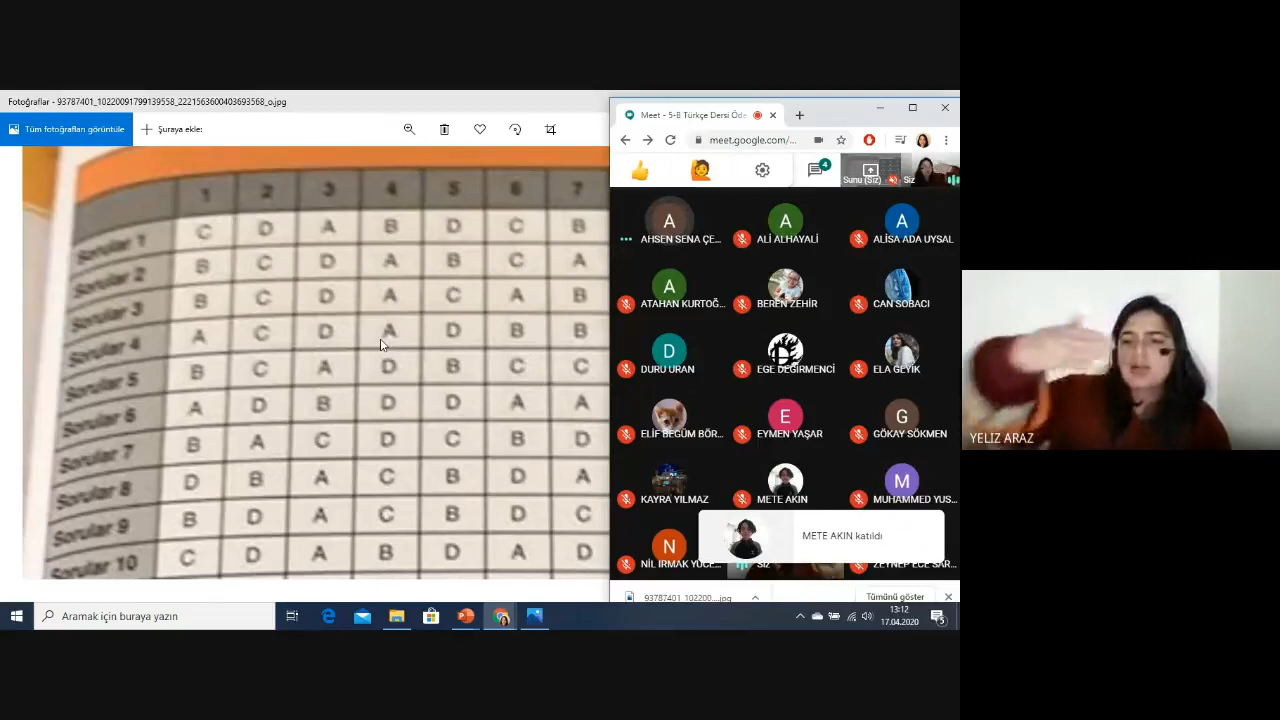 Fotoğraflar - 93787401_10220091799139558_2221563600403693568_o.jpg
Tüm fotoğrafları görüntüle
Şuraya ekle:
1 2 3 4 5 6 7
Sorular 1 C D A B D C B
Sorular 2 B C D A B C A
Sorular 3 B C D A C A B
Sorular 4 A C D A D B B
Sorular 5 B C A D B C C
Sorular 6 A D B D D A A
Sorular 7 B A C D C B D
Sorular 8 D B A C B D A
Sorular 9 B D A C B D C
Sorular 10 C D A B D A D
Meet - 5-B Türkçe Dersi Öde
meet.google.com/...
4
Sunu (Siz) Siz
A A A
AHSEN SENA ÇE... ALİ ALHAYALİ ALİSA ADA UYSAL
A
ATAHAN KURTOĞ... BEREN ZEHİR CAN SOBACI
D
DURU URAN EGE DEĞİRMENCİ ELA GEYİK
E G
ELİF BEGÜM BÖR... EYMEN YAŞAR GÖKAY SÖKMEN
M
KAYRA YILMAZ METE AKIN MUHAMMED YUS...
N
METE AKIN katıldı
NİL IRMAK YÜCE... Siz ZEYNEP ECE SAR...
93787401_102200....jpg
Tümünü göster
Aramak için buraya yazın
13:12
17.04.2020
5
YELIZ ARAZ